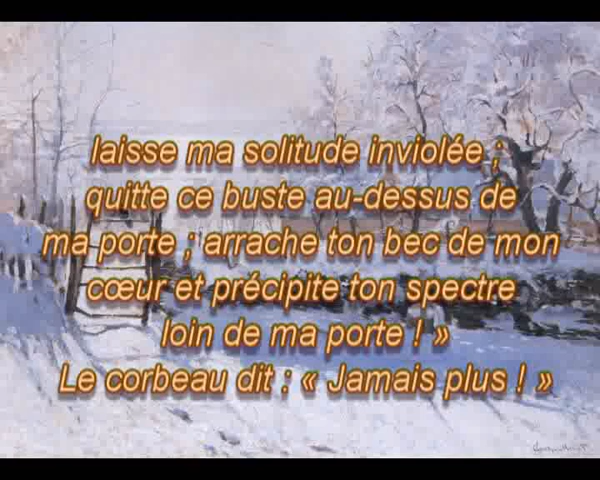 laisse ma solitude inviolée ;
quitte ce buste au-dessus de
ma porte ; arrache ton bec de mon
cœur et précipite ton spectre
loin de ma porte ! »
Le corbeau dit : « Jamais plus ! »